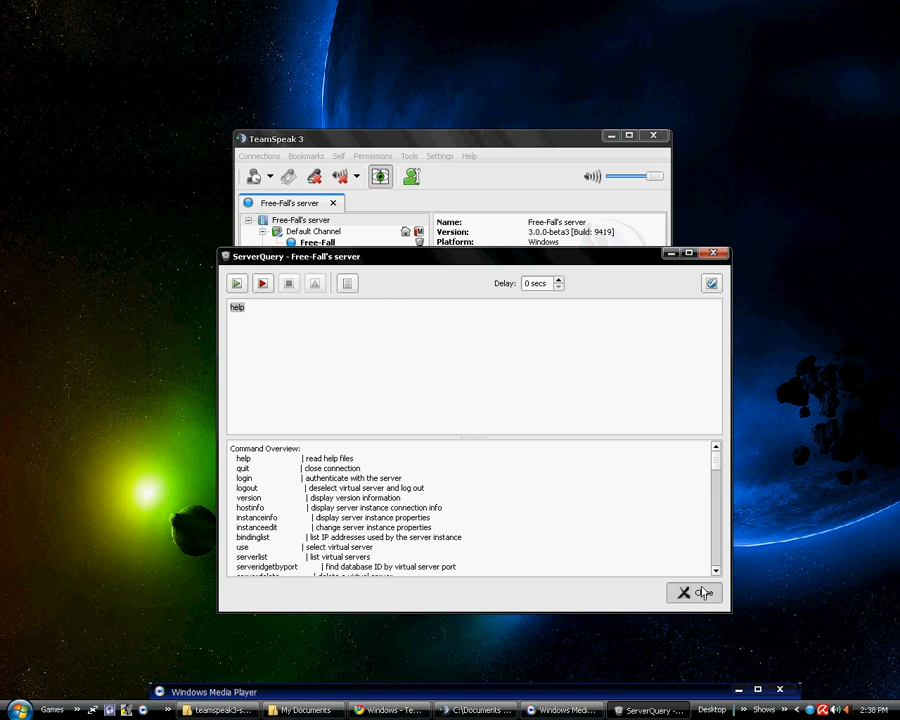 TeamSpeak 3
Connections Bookmarks Self Permissions Tools Settings Help
Free-Fall's server
Free-Fall's server
Default Channel
Free-Fall
Name: Free-Fall's server
Version: 3.0.0-beta3 [Build: 9419]
Platform: Windows
ServerQuery - Free-Fall's server
Delay: 0 secs
help
Command Overview:
help | read help files
quit | close connection
login | authenticate with the server
logout | deselect virtual server and log out
version | display version information
hostinfo | display server instance connection info
instanceinfo | display server instance properties
instanceedit | change server instance properties
bindinglist | list IP addresses used by the server instance
use | select virtual server
serverlist | list virtual servers
serveridgetbyport | find database ID by virtual server port
Windows Media Player
Games » » teamspeak3-s... My Documents Windows - Te... C:\Documents ... Windows Medi... ServerQuery -... Desktop » Shows » 2:38 PM